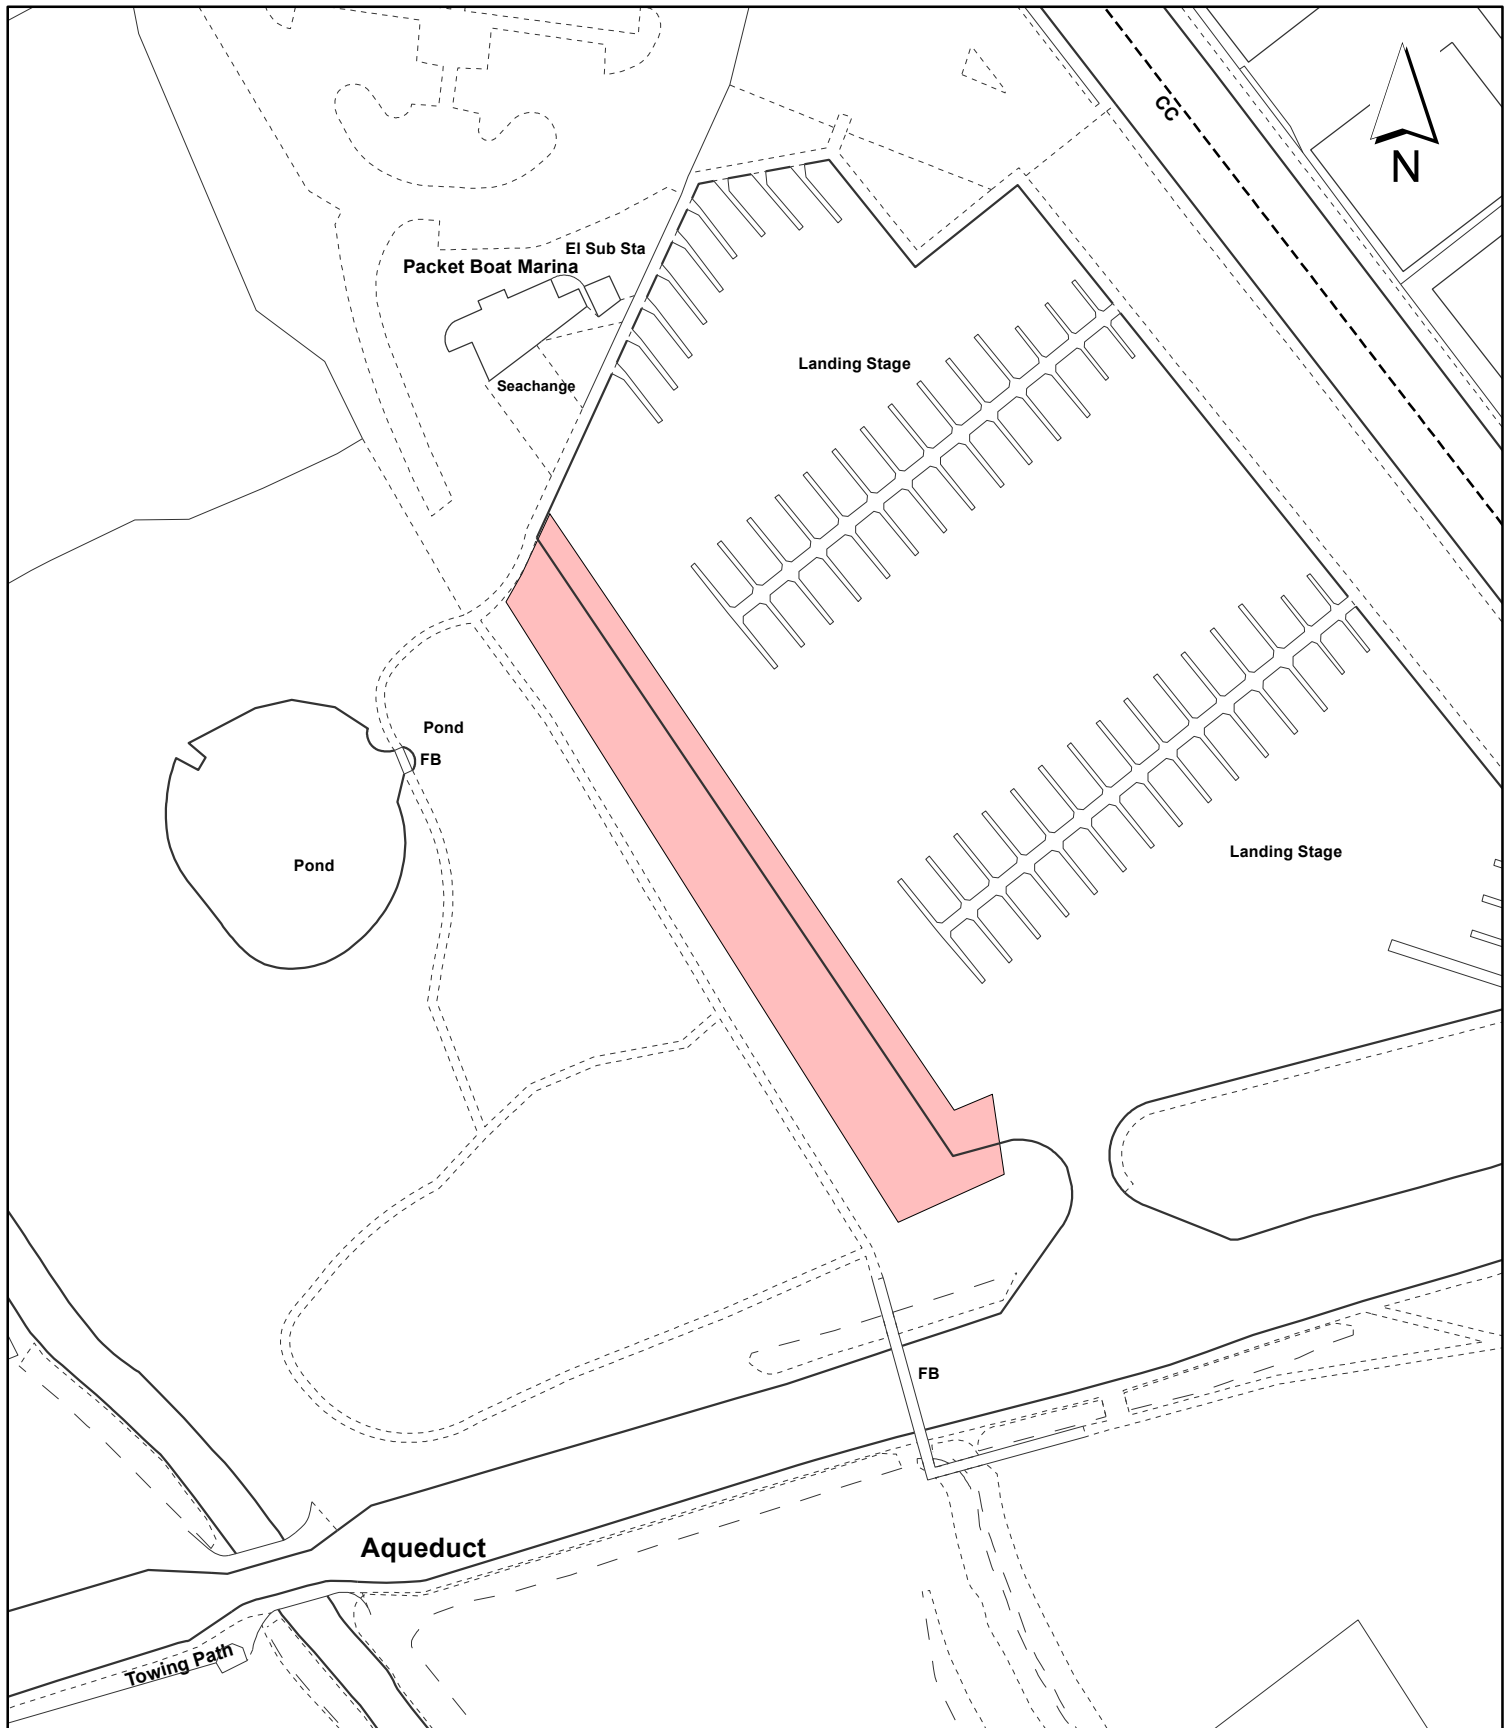 CC
N
El Sub Sta
Packet Boat Marina
Landing Stage
Seachange
Pond
FB
Pond
Landing Stage
FB
Aqueduct
Towing Path